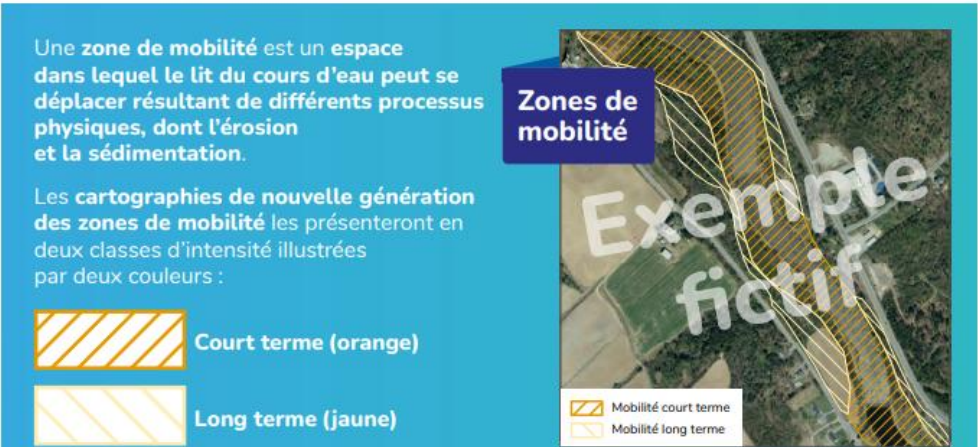 Une zone de mobilité est un espace
dans lequel le lit du cours d'eau peut se
déplacer résultant de différents processus
physiques, dont l'érosion
et la sédimentation.
Les cartographies de nouvelle génération
des zones de mobilité les présenteront en
deux classes d'intensité illustrées
par deux couleurs :
Court terme (orange)
Long terme (jaune)
Zones de
mobilité
Exemple
fictif
Mobilité court terme
Mobilité long terme